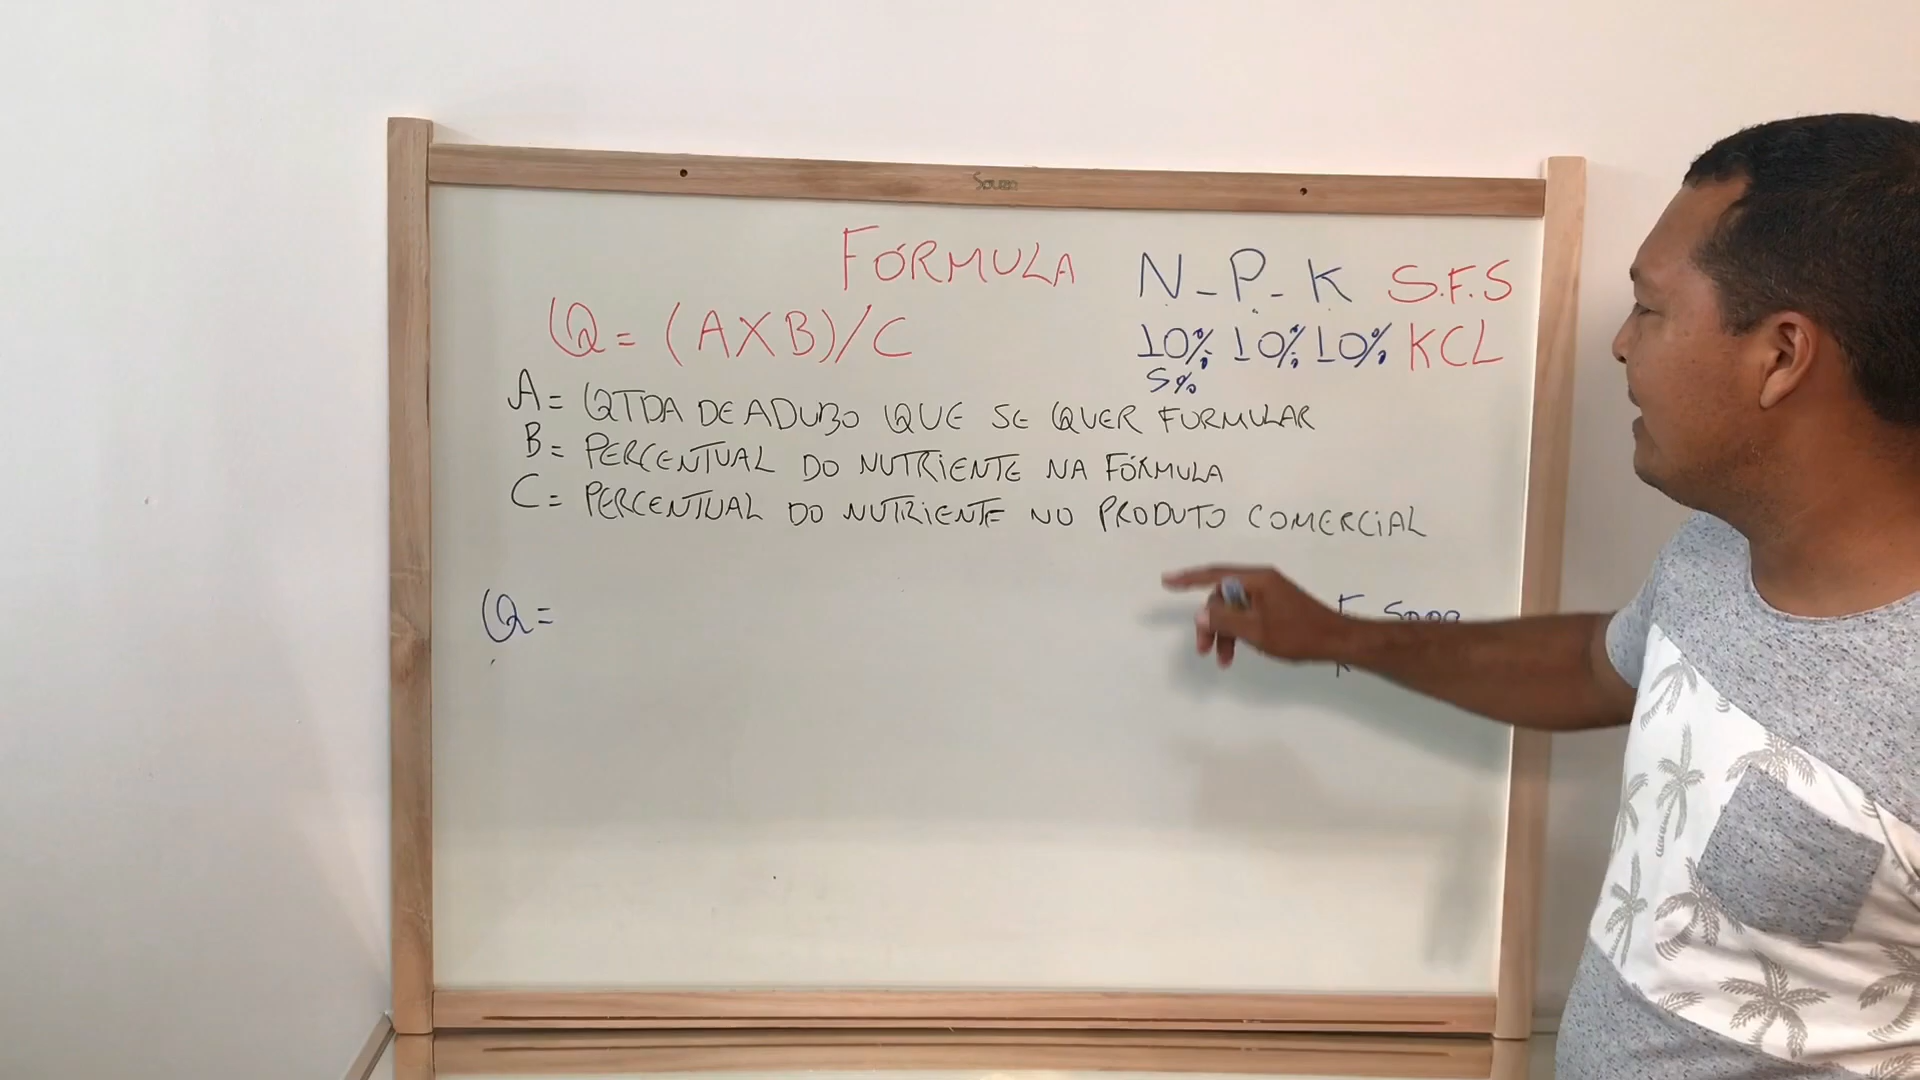 Souza
FÓRMULA N-P-K S.F.S
Q=(AXB)/C 10% 10% 10% KCL
5%
A= QTDA DE ADUBO QUE SE QUER FORMULAR
B= PERCENTUAL DO NUTRIENTE NA FÓRMULA
C= PERCENTUAL DO NUTRIENTE NO PRODUTO COMERCIAL
Q=